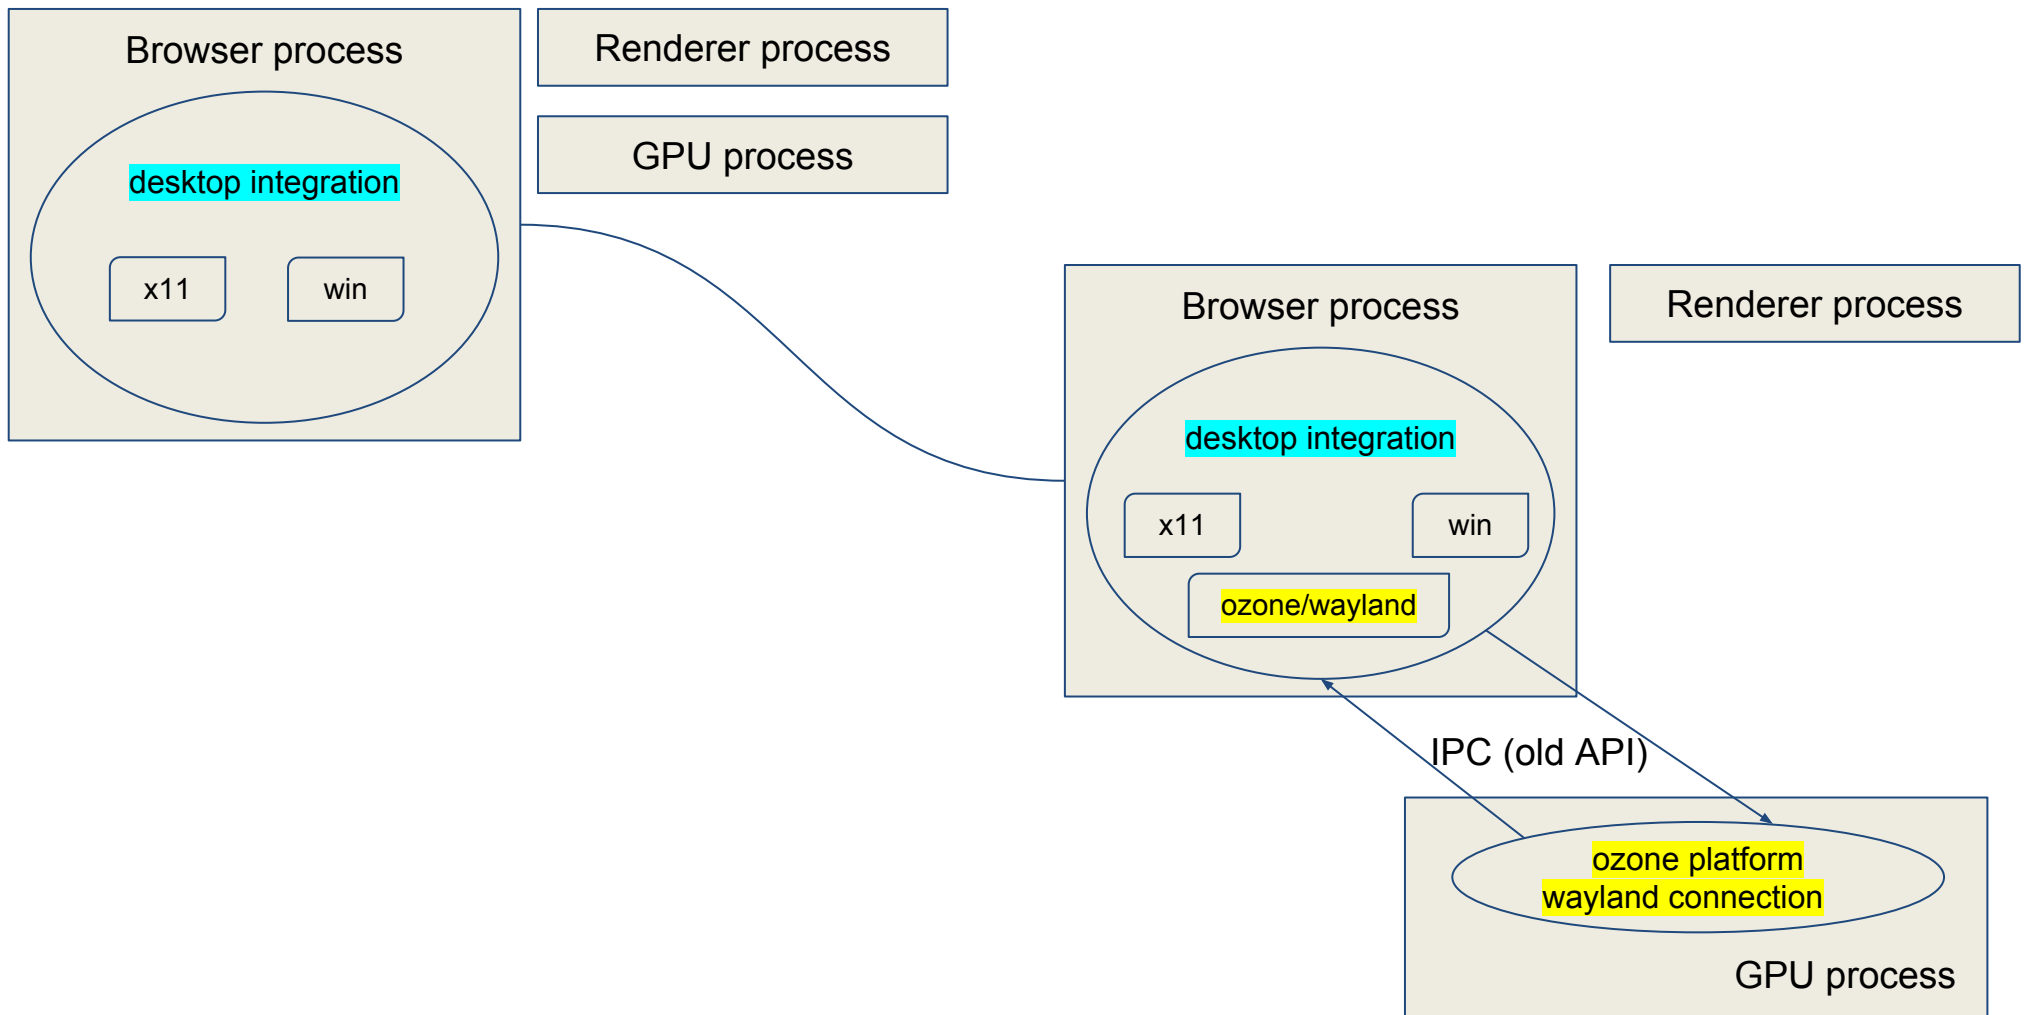 Browser process
desktop integration
x11
win
Renderer process
GPU process
Browser process
desktop integration
x11
win
ozone/wayland
Renderer process
IPC (old API)
ozone platform
wayland connection
GPU process